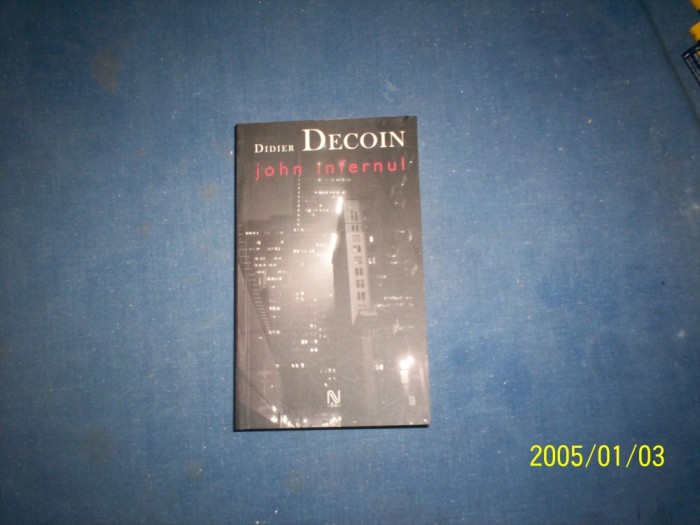 DIDIER DECOIN
john infernul
N
2005/01/03